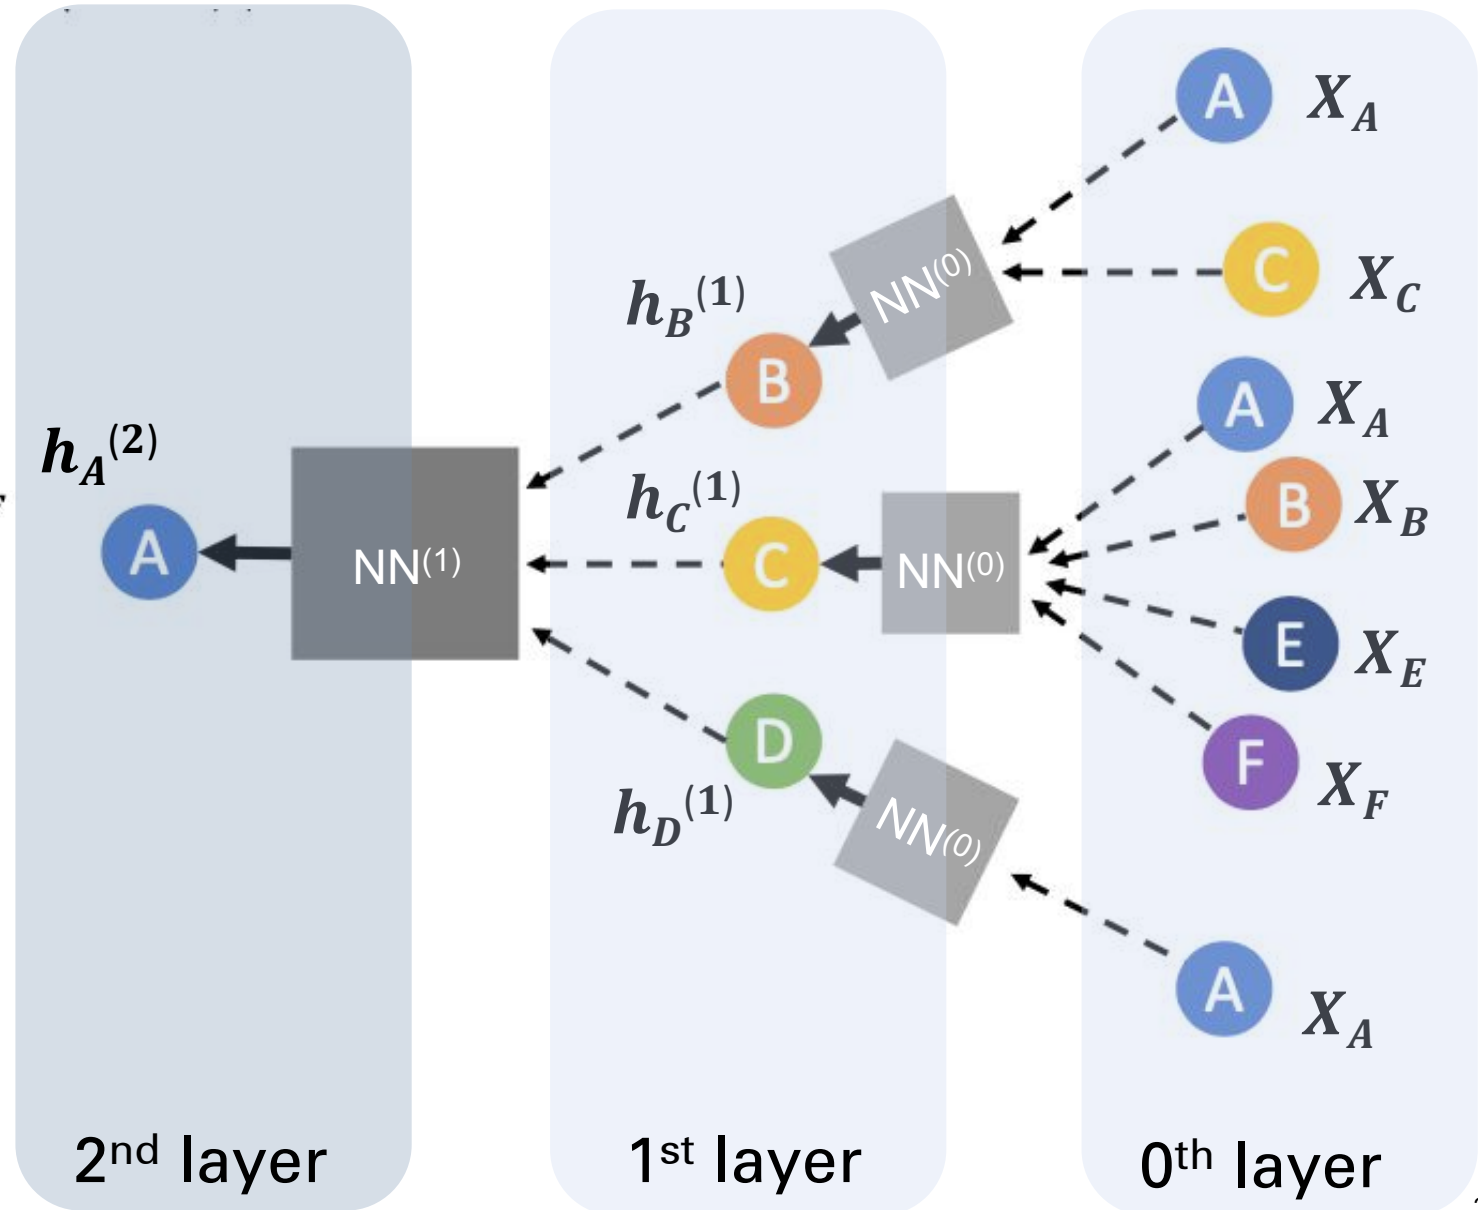 A X_A
C X_C
NN^(0)
h_B^(1)
B
A X_A
h_A^(2)
h_C^(1)
B X_B
A
NN^(1)
C
NN^(0)
E X_E
D
F X_F
h_D^(1)
NN^(0)
A X_A
2nd layer
1st layer
0th layer